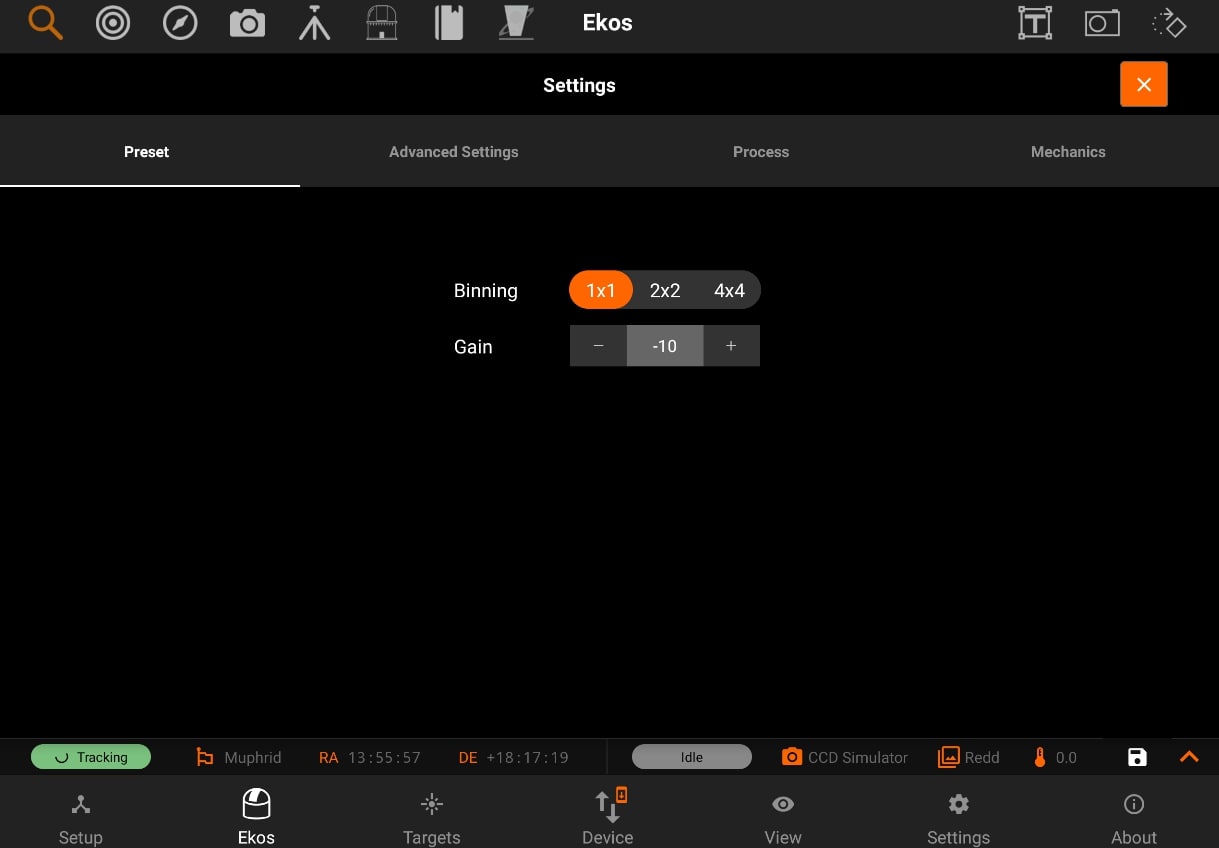 Ekos
Settings
Preset Advanced Settings Process Mechanics
Binning 1x1 2x2 4x4
Gain − -10 +
Tracking Muphrid RA 13:55:57 DE +18:17:19 Idle CCD Simulator Redd 0.0
Setup Ekos Targets Device View Settings About